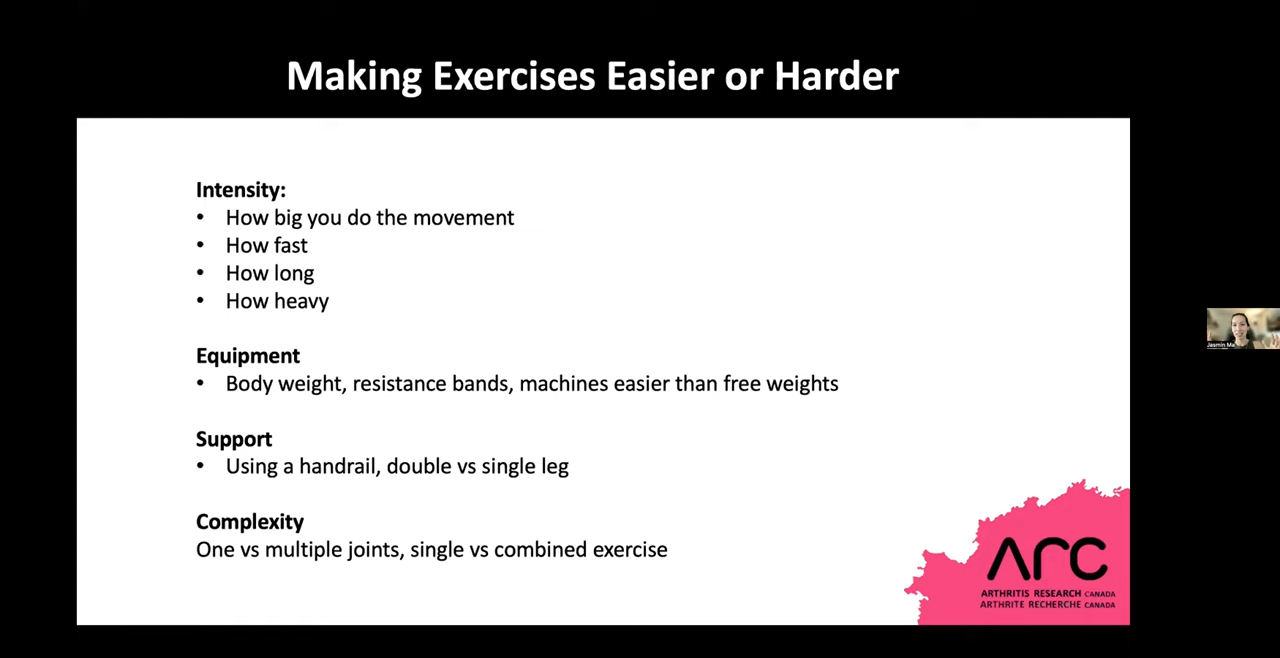 Making Exercises Easier or Harder
Intensity:
• How big you do the movement
• How fast
• How long
• How heavy
Equipment
• Body weight, resistance bands, machines easier than free weights
Support
• Using a handrail, double vs single leg
Complexity
One vs multiple joints, single vs combined exercise
Jasmin Ma
ARC
ARTHRITIS RESEARCH CANADA
ARTHRITE RECHERCHE CANADA